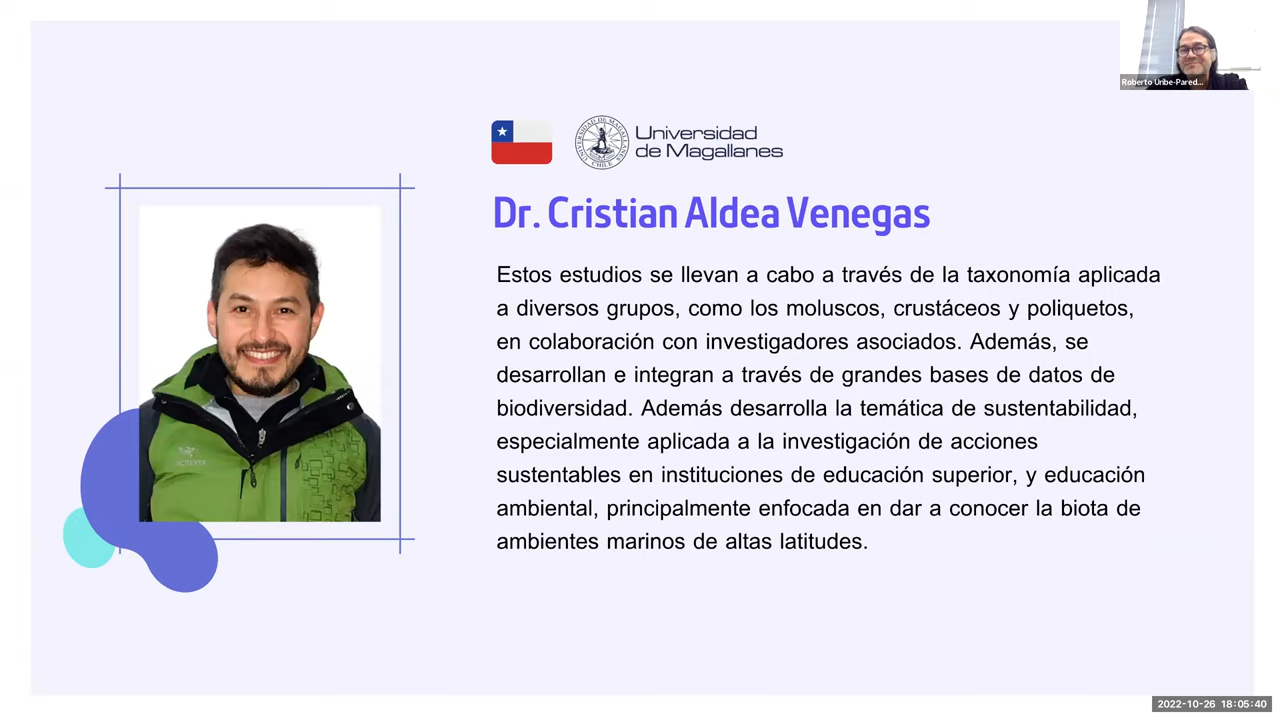 Roberto Uribe-Pared...
UNIVERSIDAD DE MAGALLANES
CHILE
Universidad
de Magallanes
Dr. Cristian Aldea Venegas
Estos estudios se llevan a cabo a través de la taxonomía aplicada
a diversos grupos, como los moluscos, crustáceos y poliquetos,
en colaboración con investigadores asociados. Además, se
desarrollan e integran a través de grandes bases de datos de
biodiversidad. Además desarrolla la temática de sustentabilidad,
especialmente aplicada a la investigación de acciones
sustentables en instituciones de educación superior, y educación
ambiental, principalmente enfocada en dar a conocer la biota de
ambientes marinos de altas latitudes.
2022-10-26 18:05:40